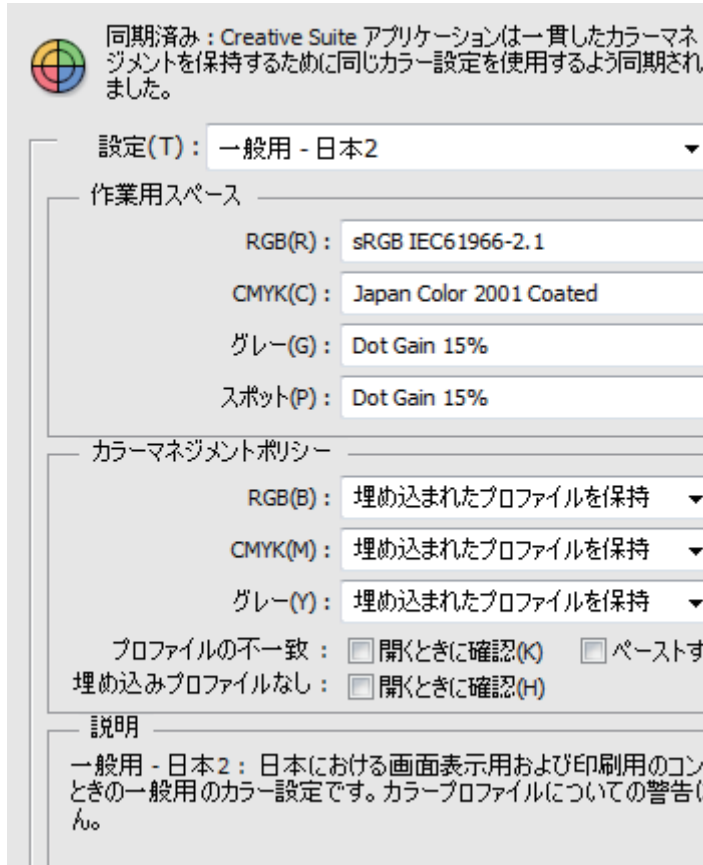 同期済み : Creative Suite アプリケーションは一貫したカラーマネ
ジメントを保持するために同じカラー設定を使用するよう同期され
ました。
設定(T) : 一般用 - 日本2
作業用スペース
RGB(R) : sRGB IEC61966-2.1
CMYK(C) : Japan Color 2001 Coated
グレー(G) : Dot Gain 15%
スポット(P) : Dot Gain 15%
カラーマネジメントポリシー
RGB(B) : 埋め込まれたプロファイルを保持
CMYK(M) : 埋め込まれたプロファイルを保持
グレー(Y) : 埋め込まれたプロファイルを保持
プロファイルの不一致 : 開くときに確認(K) ペーストす
埋め込みプロファイルなし : 開くときに確認(H)
説明
一般用 - 日本2 : 日本における画面表示用および印刷用のコン
ときの一般用のカラー設定です。カラープロファイルについての警告は
ん。